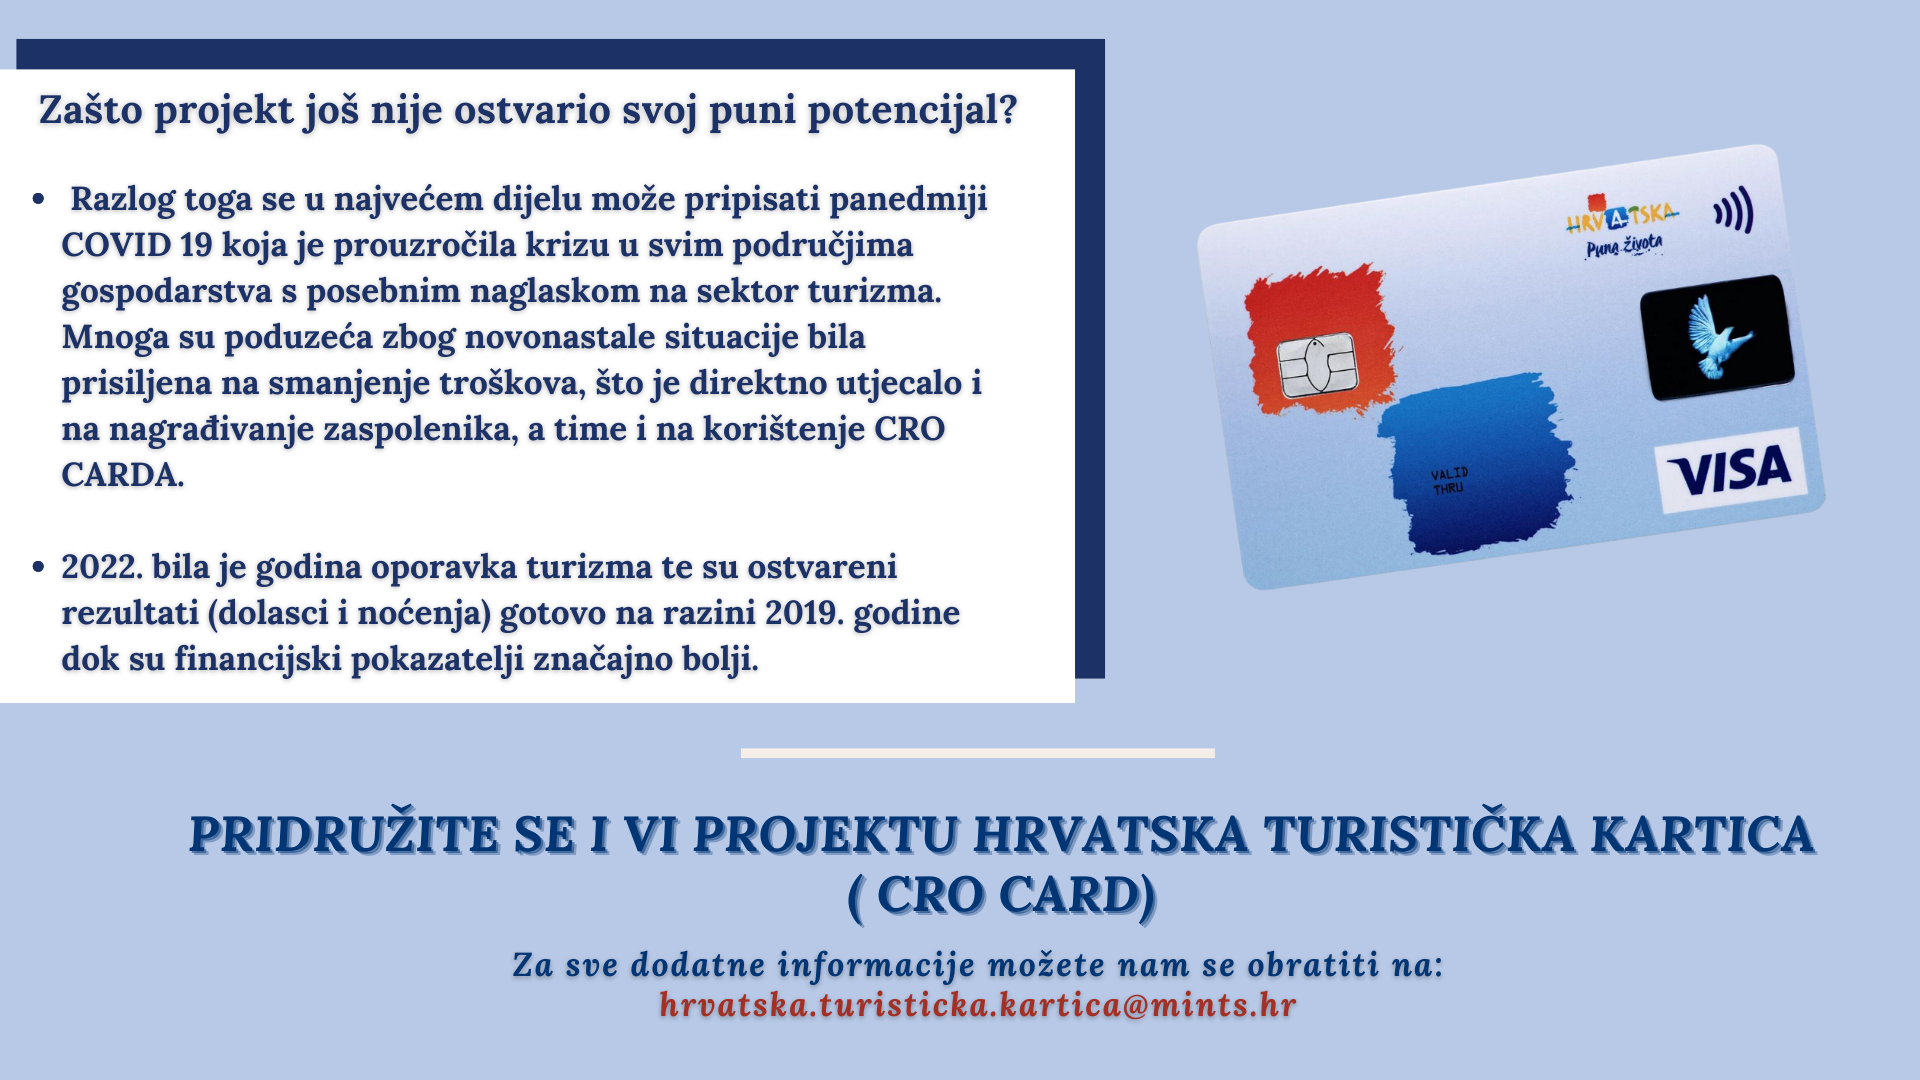 Zašto projekt još nije ostvario svoj puni potencijal?
• Razlog toga se u najvećem dijelu može pripisati panedmiji
COVID 19 koja je prouzročila krizu u svim područjima
gospodarstva s posebnim naglaskom na sektor turizma.
Mnoga su poduzeća zbog novonastale situacije bila
prisiljena na smanjenje troškova, što je direktno utjecalo i
na nagrađivanje zaspolenika, a time i na korištenje CRO
CARDA.
• 2022. bila je godina oporavka turizma te su ostvareni
rezultati (dolasci i noćenja) gotovo na razini 2019. godine
dok su financijski pokazatelji značajno bolji.
HRVATSKA
Puna života
VALID
THRU
VISA
PRIDRUŽITE SE I VI PROJEKTU HRVATSKA TURISTIČKA KARTICA
( CRO CARD)
Za sve dodatne informacije možete nam se obratiti na:
hrvatska.turisticka.kartica@mints.hr